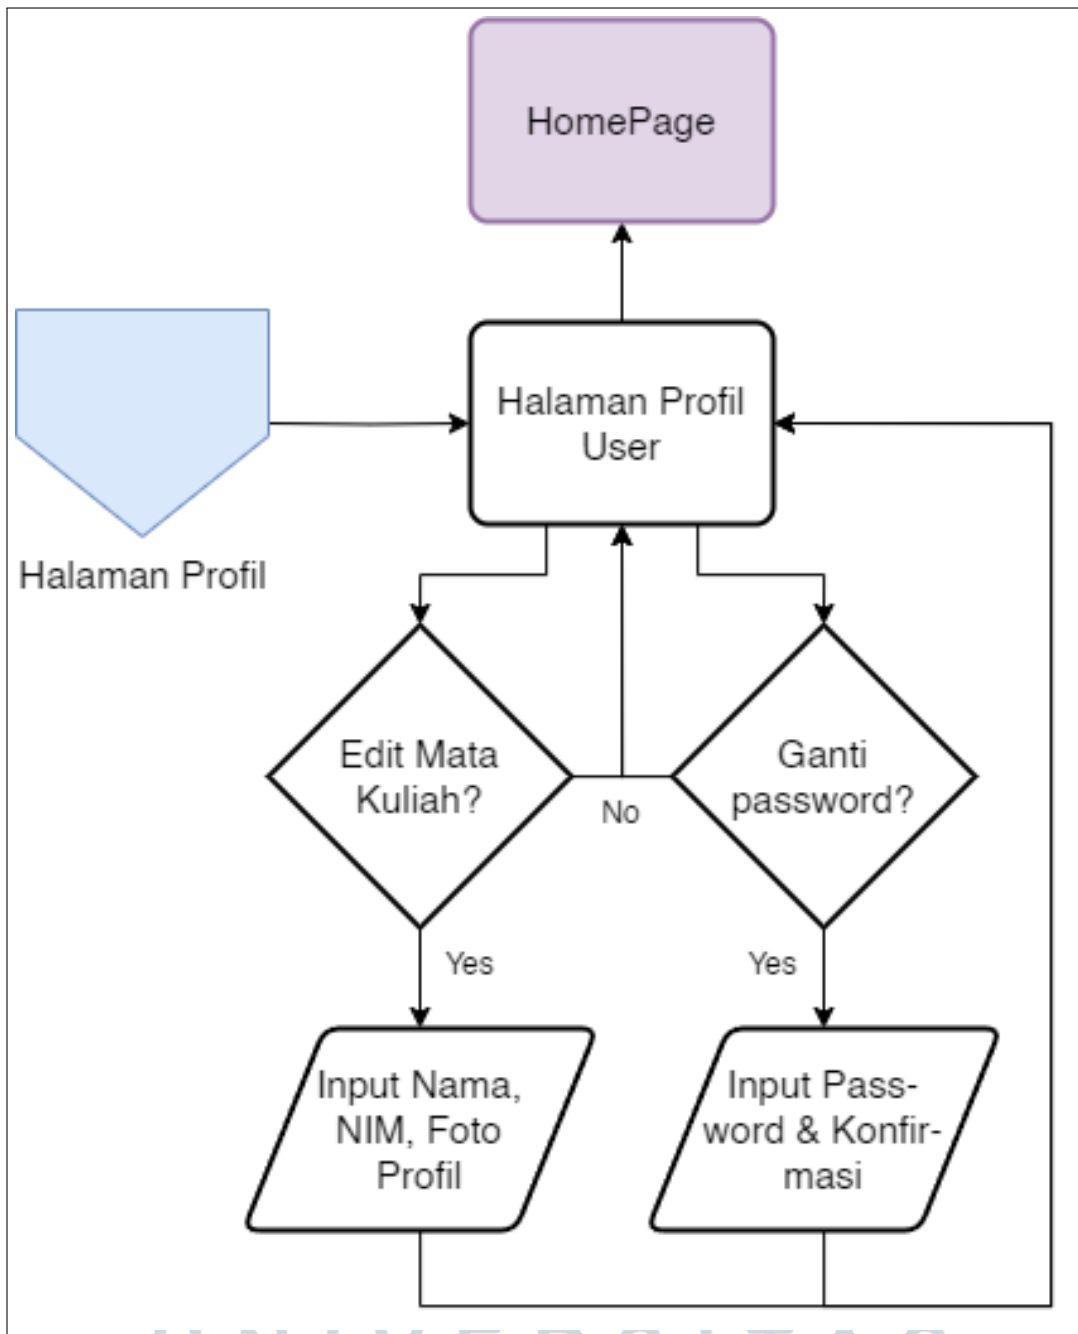 HomePage
Halaman Profil
User
Halaman Profil
Edit Mata
Kuliah?
No
Ganti
password?
Yes
Yes
Input Nama,
NIM, Foto
Profil
Input Pass-
word & Konfir-
masi